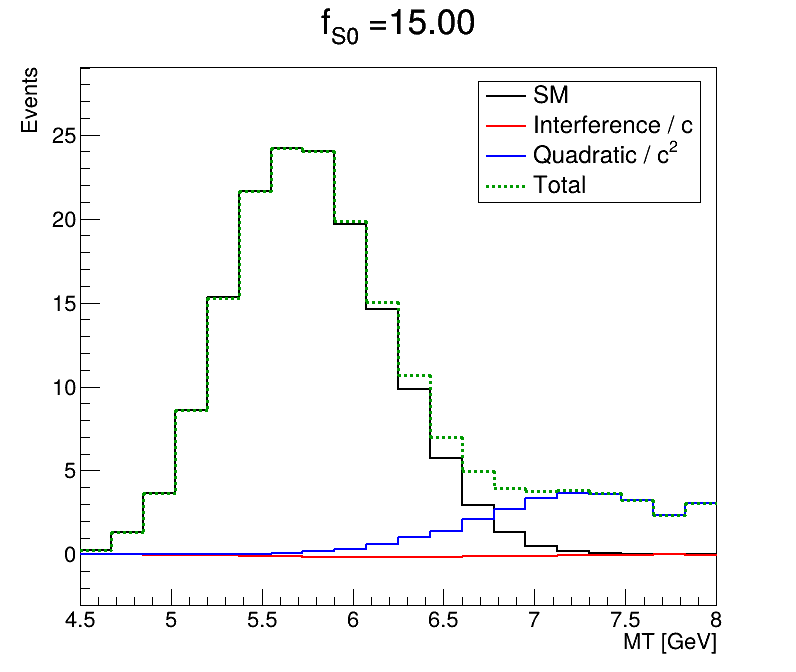 f_S0 =15.00
Events
SM
Interference / c
Quadratic / c²
Total
25
20
15
10
5
0
4.5 5 5.5 6 6.5 7 7.5 8
MT [GeV]